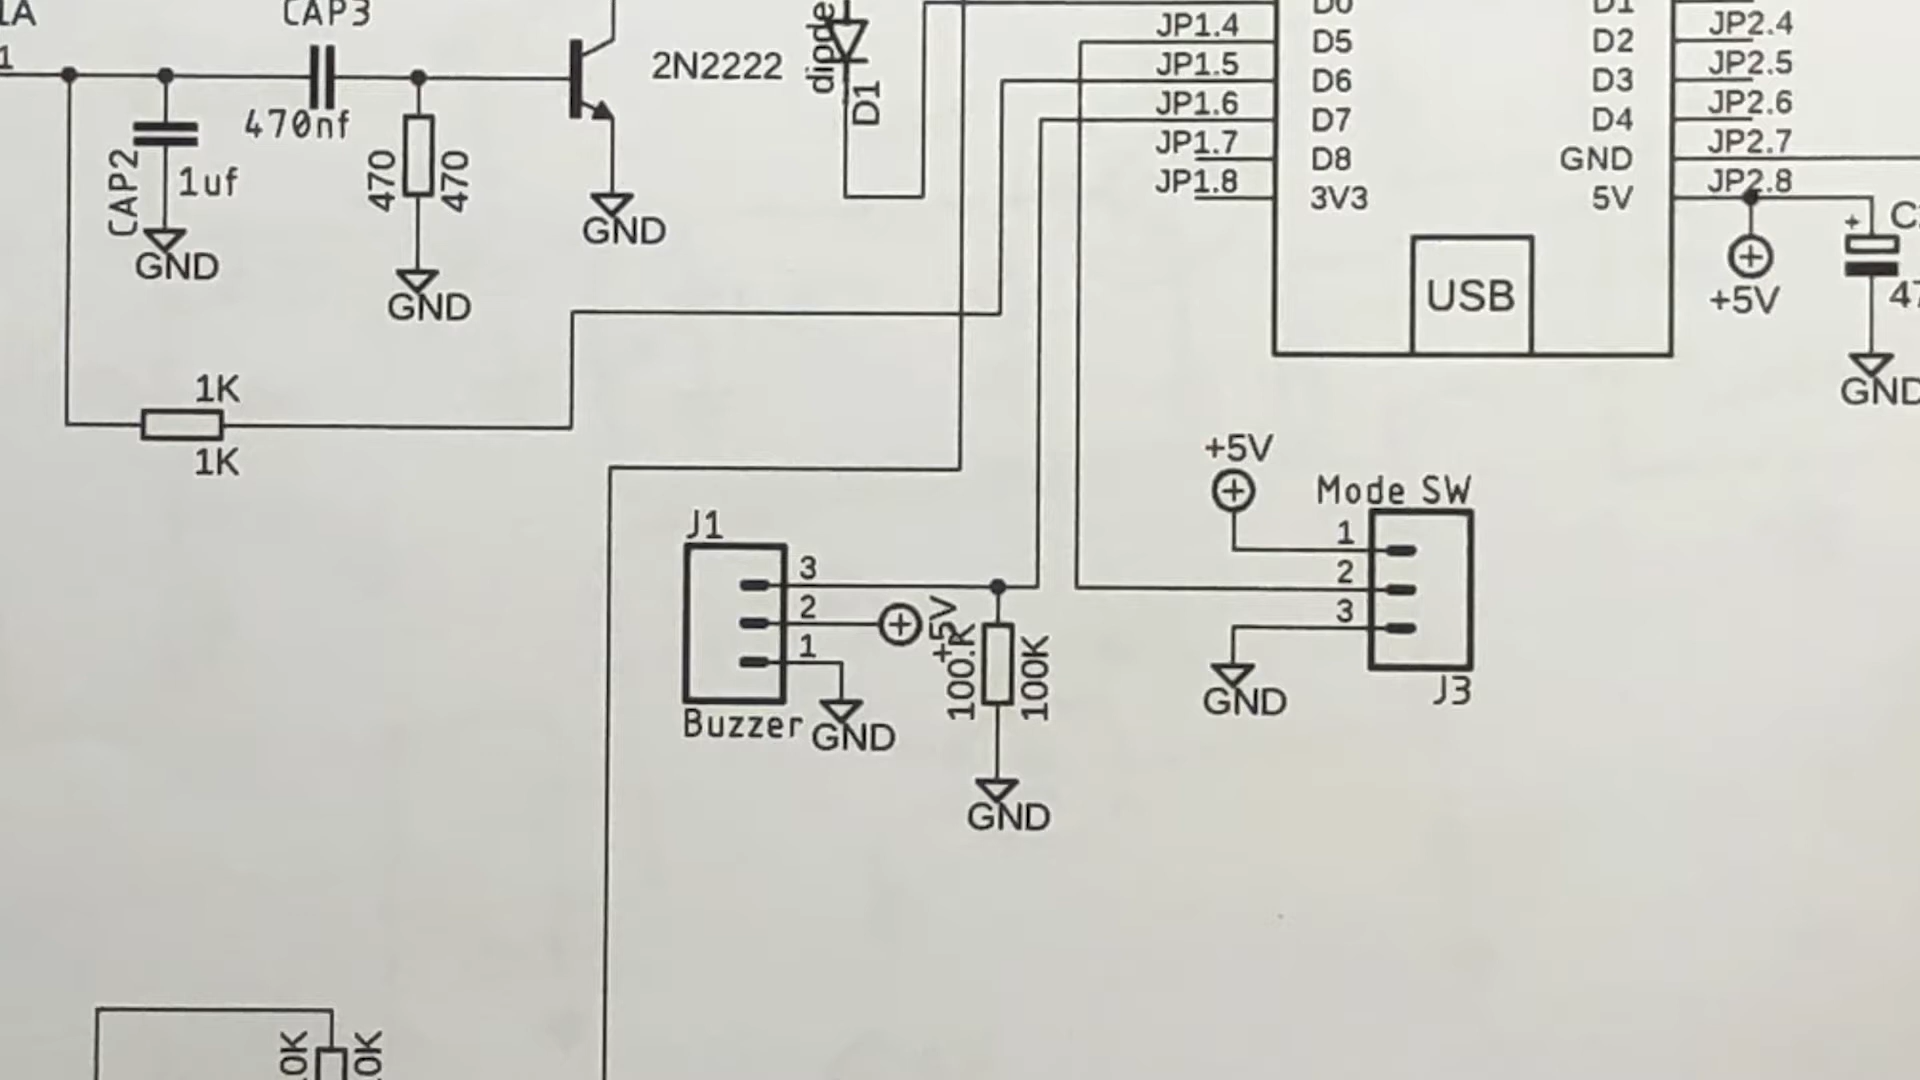 CAP3
470nf
CAP2
1uf
GND
470
470
GND
2N2222
GND
diode
D1
JP1.4
JP1.5
JP1.6
JP1.7
JP1.8
D5
D6
D7
D8
3V3
USB
D2
D3
D4
GND
5V
JP2.4
JP2.5
JP2.6
JP2.7
JP2.8
+5V
+
GND
1K
1K
J1
3
2
1
Buzzer
GND
+5V
100.K
100K
GND
+5V
Mode SW
1
2
3
GND
J3